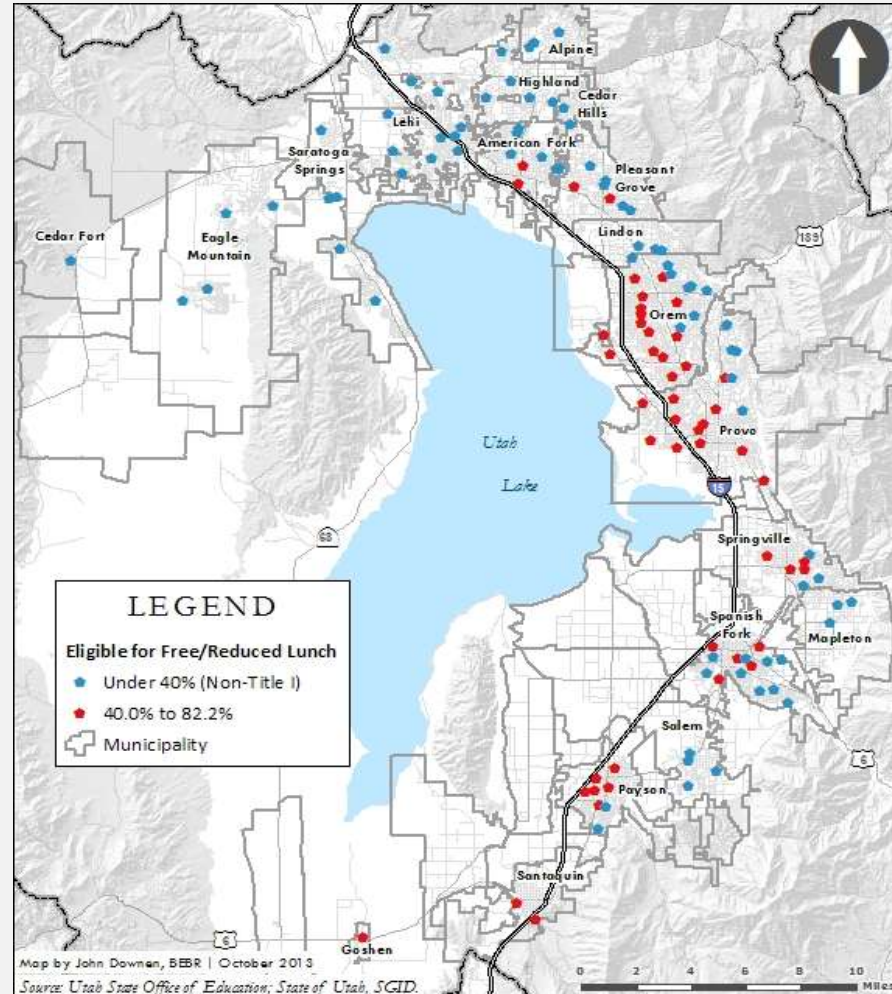 Alpine
Highland
Cedar
Hills
Lehi
American Fork
Saratoga
Springs
Pleasant
Grove
Lindon
189
Cedar Fort
Eagle
Mountain
Orem
Provo
Utah
Lake
15
68
Springville
LEGEND
Eligible for Free/Reduced Lunch
Under 40% (Non-Title I)
40.0% to 82.2%
Municipality
Spanish
Fork
Mapleton
Salem
6
Payson
Santaquin
6
Goshen
Map by John Downen, BEBR | October 2013
Source: Utah State Office of Education; State of Utah, SGID.
0 2 4 6 8 10
Miles